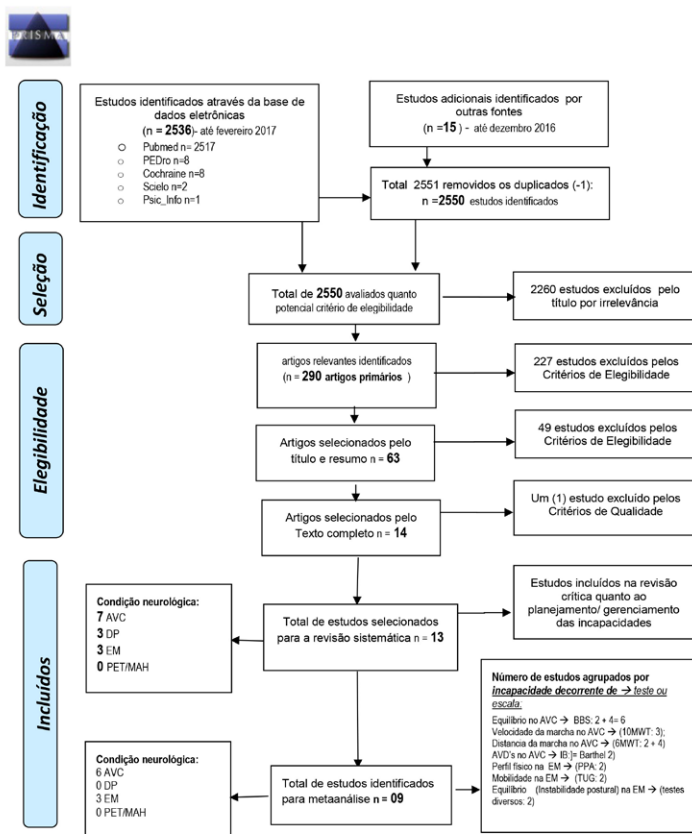 PRISMA
Identificação
Estudos identificados através da base de
dados eletrônicas
(n = 2536)- até fevereiro 2017
○ Pubmed n= 2517
○ PEDro n=8
○ Cochraine n=8
○ Scielo n=2
○ Psic_Info n=1
Estudos adicionais identificados por
outras fontes
(n =15 ) - até dezembro 2016
Total 2551 removidos os duplicados (-1):
n =2550 estudos identificados
Seleção
Total de 2550 avaliados quanto
potencial critério de elegibilidade
2260 estudos excluídos pelo
título por irrelevância
Elegibilidade
artigos relevantes identificados
(n = 290 artigos primários )
227 estudos excluídos pelos
Critérios de Elegibilidade
Artigos selecionados pelo
título e resumo n = 63
49 estudos excluídos pelos
Critérios de Elegibilidade
Artigos selecionados pelo
Texto completo n = 14
Um (1) estudo excluído pelos
Critérios de Qualidade
Incluídos
Condição neurológica:
7 AVC
3 DP
3 EM
0 PET/MAH
Total de estudos selecionados
para a revisão sistemática n = 13
Estudos incluídos na revisão
crítica quanto ao
planejamento/ gerenciamento
das incapacidades
6 AVC
0 DP
3 EM
0 PET/MAH
Total de estudos identificados
para metaanálise n = 09
Número de estudos agrupados por
incapacidade decorrente de → teste ou
escala:
Equilíbrio no AVC → BBS: 2 + 4= 6
Velocidade da marcha no AVC → (10MWT: 3);
Distancia da marcha no AVC → (6MWT: 2 + 4)
AVD's no AVC → IB:]= Barthel 2)
Perfil físico na EM → (PPA: 2)
Mobilidade na EM → (TUG: 2)
Equilíbrio (Instabilidade postural) na EM → (testes
diversos: 2)